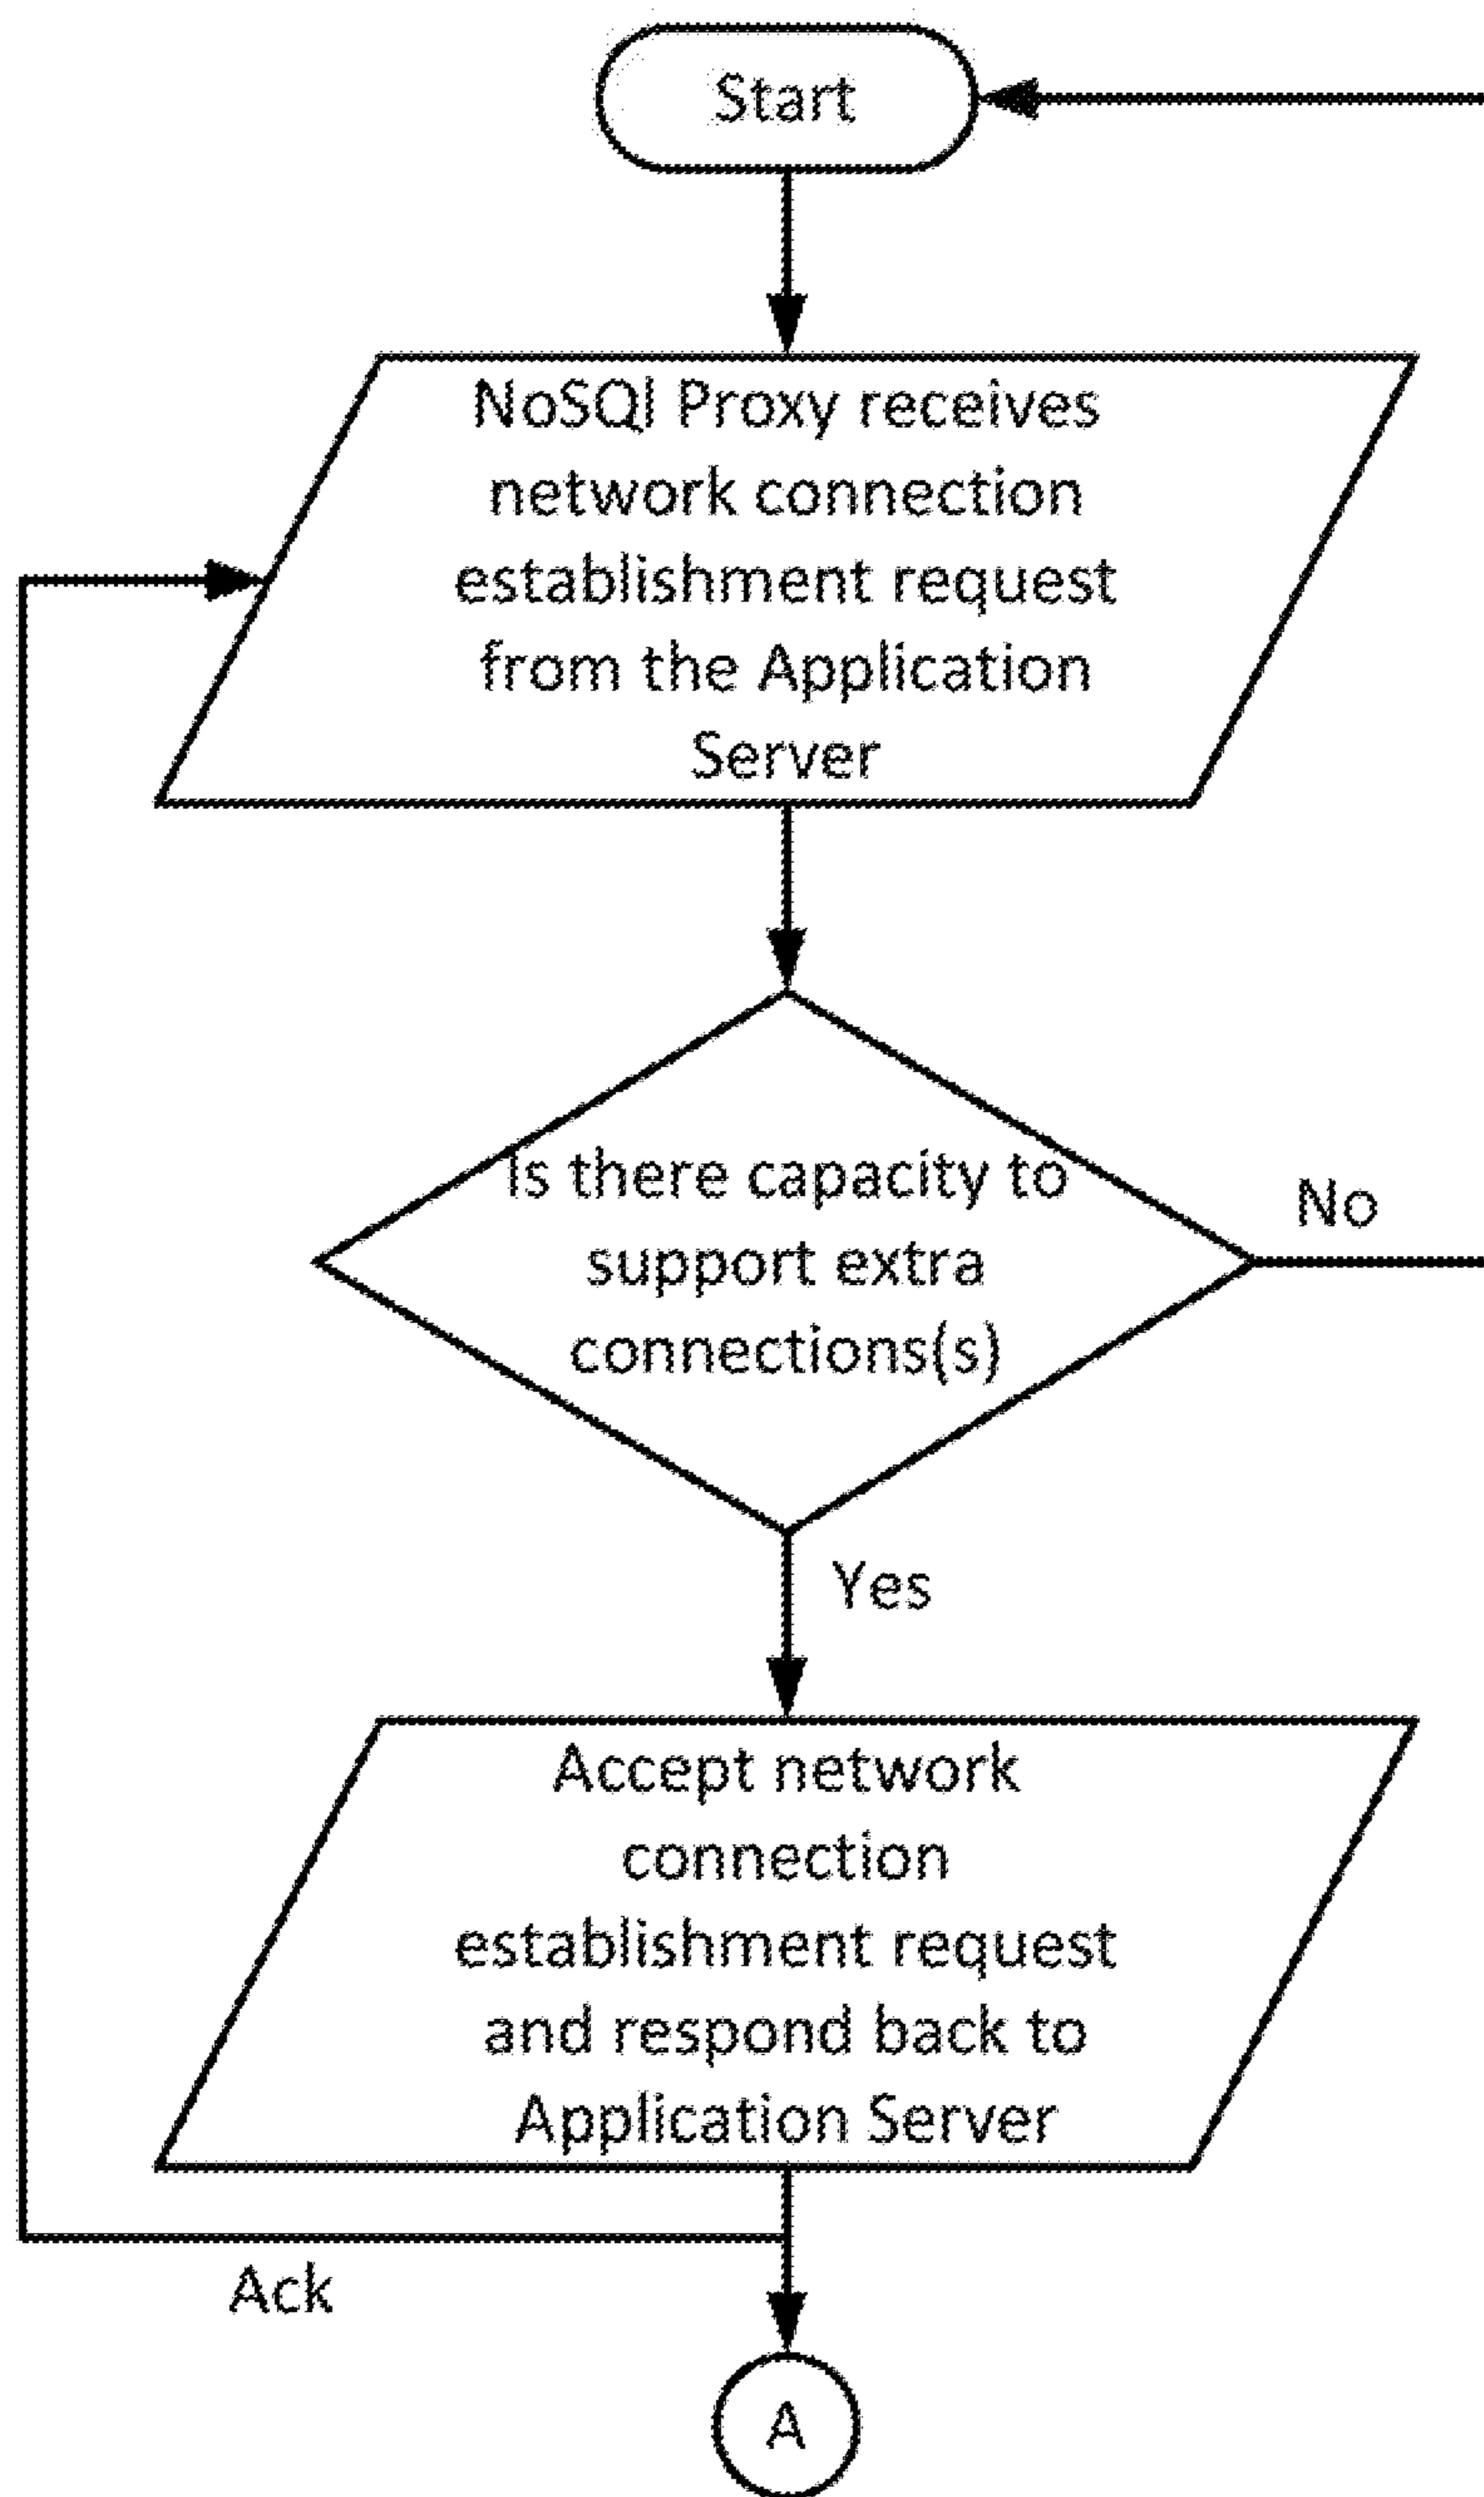 Start
NoSQl Proxy receives
network connection
establishment request
from the Application
Server
Is there capacity to
support extra
connections(s)
No
Yes
Accept network
connection
establishment request
and respond back to
Application Server
Ack
A